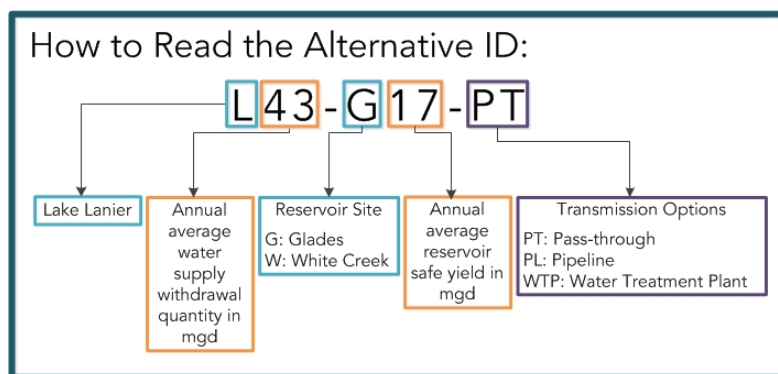 How to Read the Alternative ID:
L43-G17-PT
Lake Lanier
Annual
average
water
supply
withdrawal
quantity in
mgd
Reservoir Site
G: Glades
W: White Creek
Annual
average
reservoir
safe yield in
mgd
Transmission Options
PT: Pass-through
PL: Pipeline
WTP: Water Treatment Plant